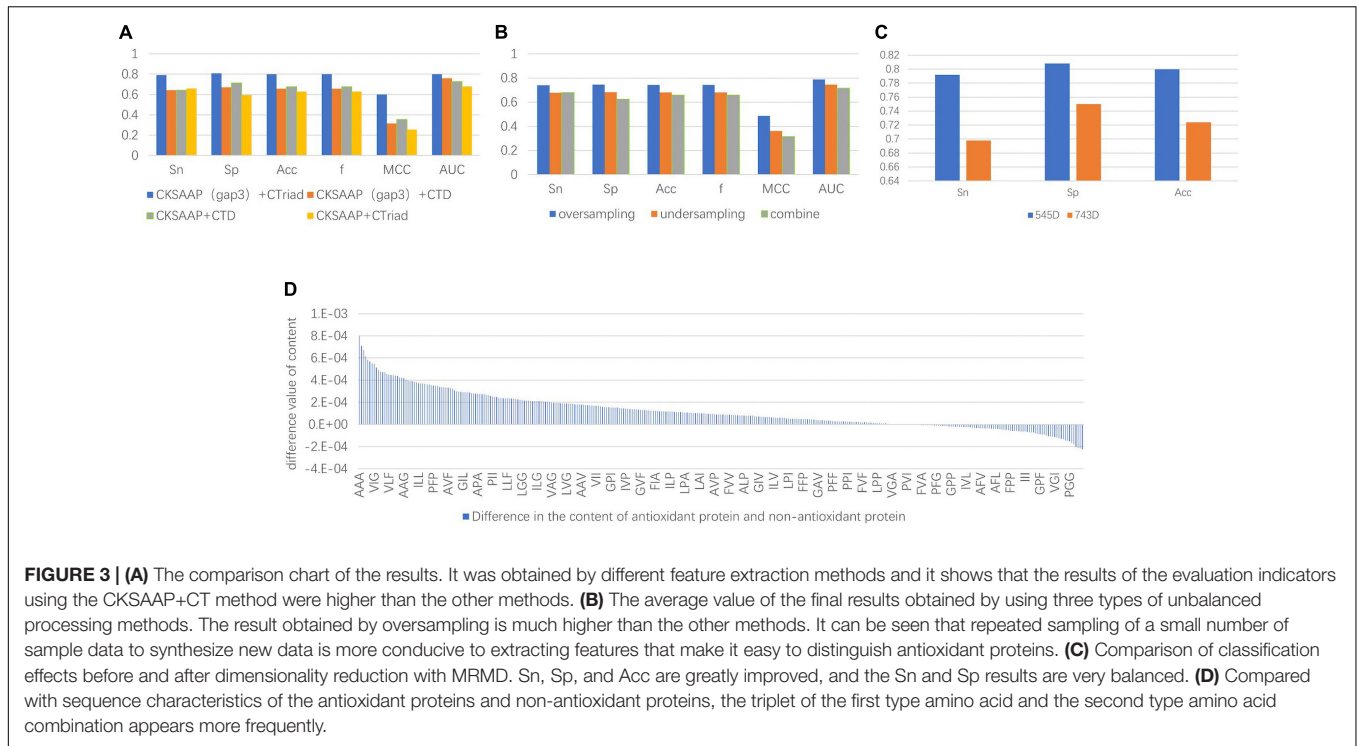 A
1
0.8
0.6
0.4
0.2
0
Sn Sp Acc f MCC AUC
CKSAAP（gap3）+CTriad CKSAAP（gap3）+CTD
CKSAAP+CTD CKSAAP+CTriad
B
1
0.8
0.6
0.4
0.2
0
Sn Sp Acc f MCC AUC
oversampling undersampling combine
C
0.82
0.8
0.78
0.76
0.74
0.72
0.7
0.68
0.66
0.64
Sn Sp Acc
545D 743D
D
difference value of content
1.E-03
8.E-04
6.E-04
4.E-04
2.E-04
0.E+00
-2.E-04
-4.E-04
AAA VIG VLF AAG ILL PFP AVF GIL APA PII LLF LGG ILG VAG LVG AAV VII GPI IVP GVF FIA ILP LPA LAI AVP FVV ALP GIV ILV LPI FFP GAV PFF PPI FVF LPP VGA PVI FVA PFG GPP IVL AFV AFL FPP III GPF VGI PGG
Difference in the content of antioxidant protein and non-antioxidant protein
FIGURE 3 | (A) The comparison chart of the results. It was obtained by different feature extraction methods and it shows that the results of the evaluation indicators
using the CKSAAP+CT method were higher than the other methods. (B) The average value of the final results obtained by using three types of unbalanced
processing methods. The result obtained by oversampling is much higher than the other methods. It can be seen that repeated sampling of a small number of
sample data to synthesize new data is more conducive to extracting features that make it easy to distinguish antioxidant proteins. (C) Comparison of classification
effects before and after dimensionality reduction with MRMD. Sn, Sp, and Acc are greatly improved, and the Sn and Sp results are very balanced. (D) Compared
with sequence characteristics of the antioxidant proteins and non-antioxidant proteins, the triplet of the first type amino acid and the second type amino acid
combination appears more frequently.